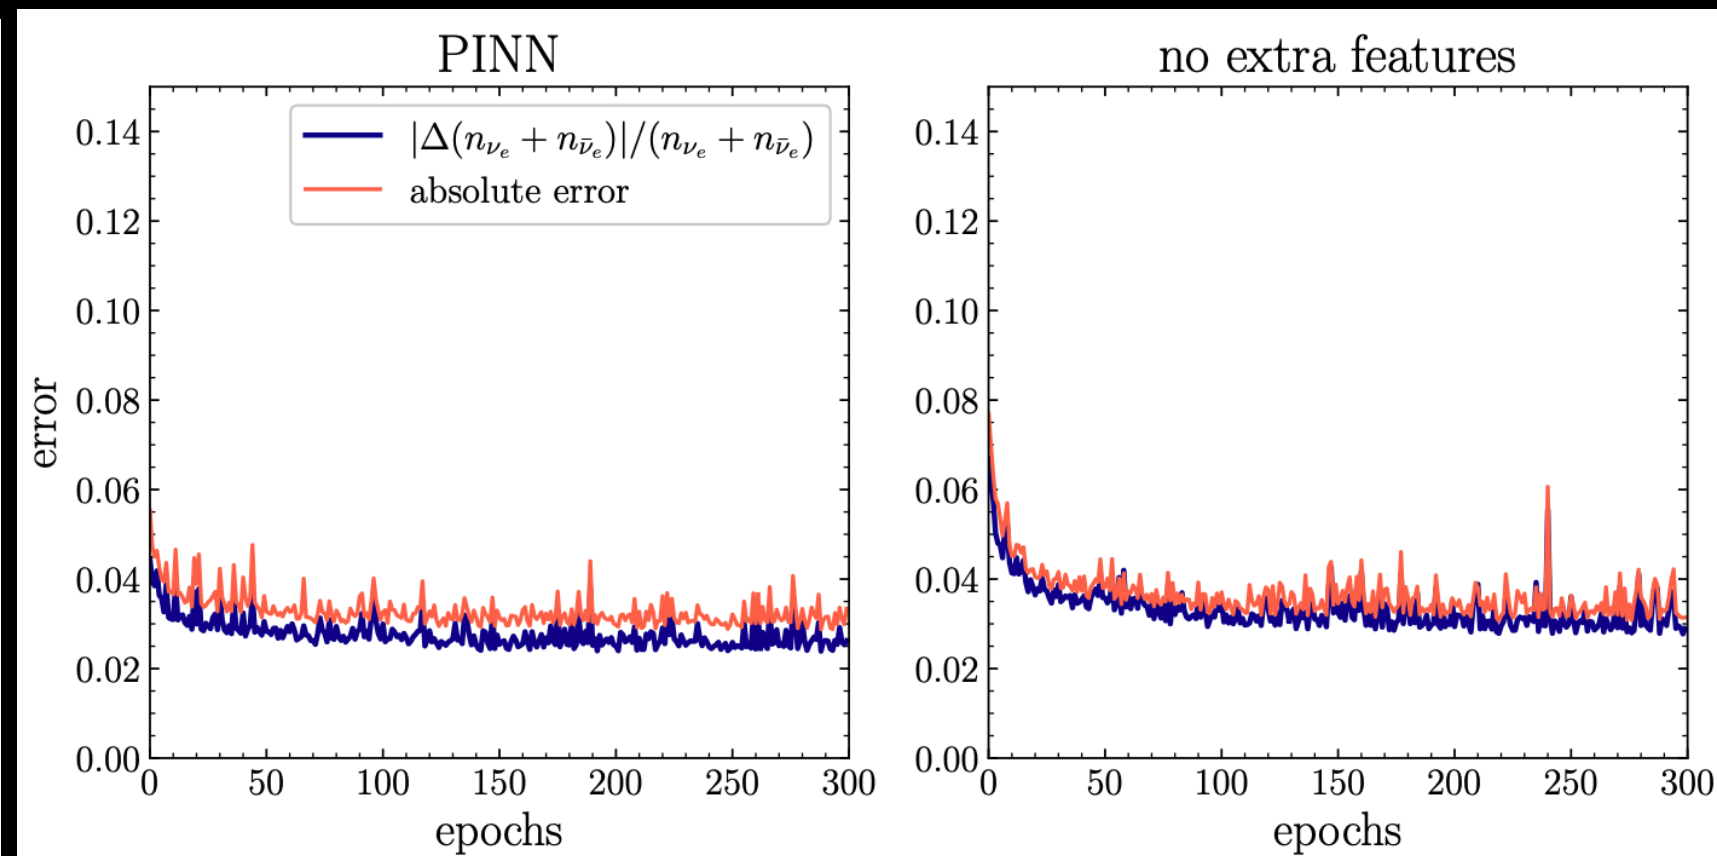 PINN
no extra features
|Δ(n_{ν_e} + n_{ν̄_e})|/(n_{ν_e} + n_{ν̄_e})
absolute error
error
0.14
0.12
0.10
0.08
0.06
0.04
0.02
0.00
0 50 100 150 200 250 300
epochs
0.14
0.12
0.10
0.08
0.06
0.04
0.02
0.00
0 50 100 150 200 250 300
epochs